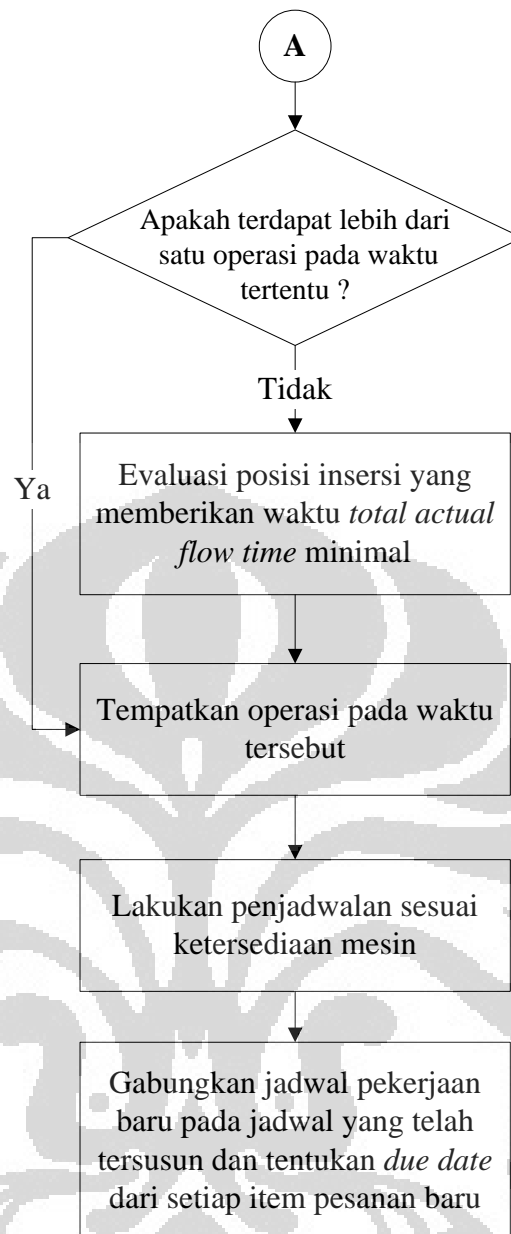 A
Apakah terdapat lebih dari
satu operasi pada waktu
tertentu ?
Tidak
Ya
Evaluasi posisi insersi yang
memberikan waktu total actual
flow time minimal
Tempatkan operasi pada waktu
tersebut
Lakukan penjadwalan sesuai
ketersediaan mesin
Gabungkan jadwal pekerjaan
baru pada jadwal yang telah
tersusun dan tentukan due date
dari setiap item pesanan baru